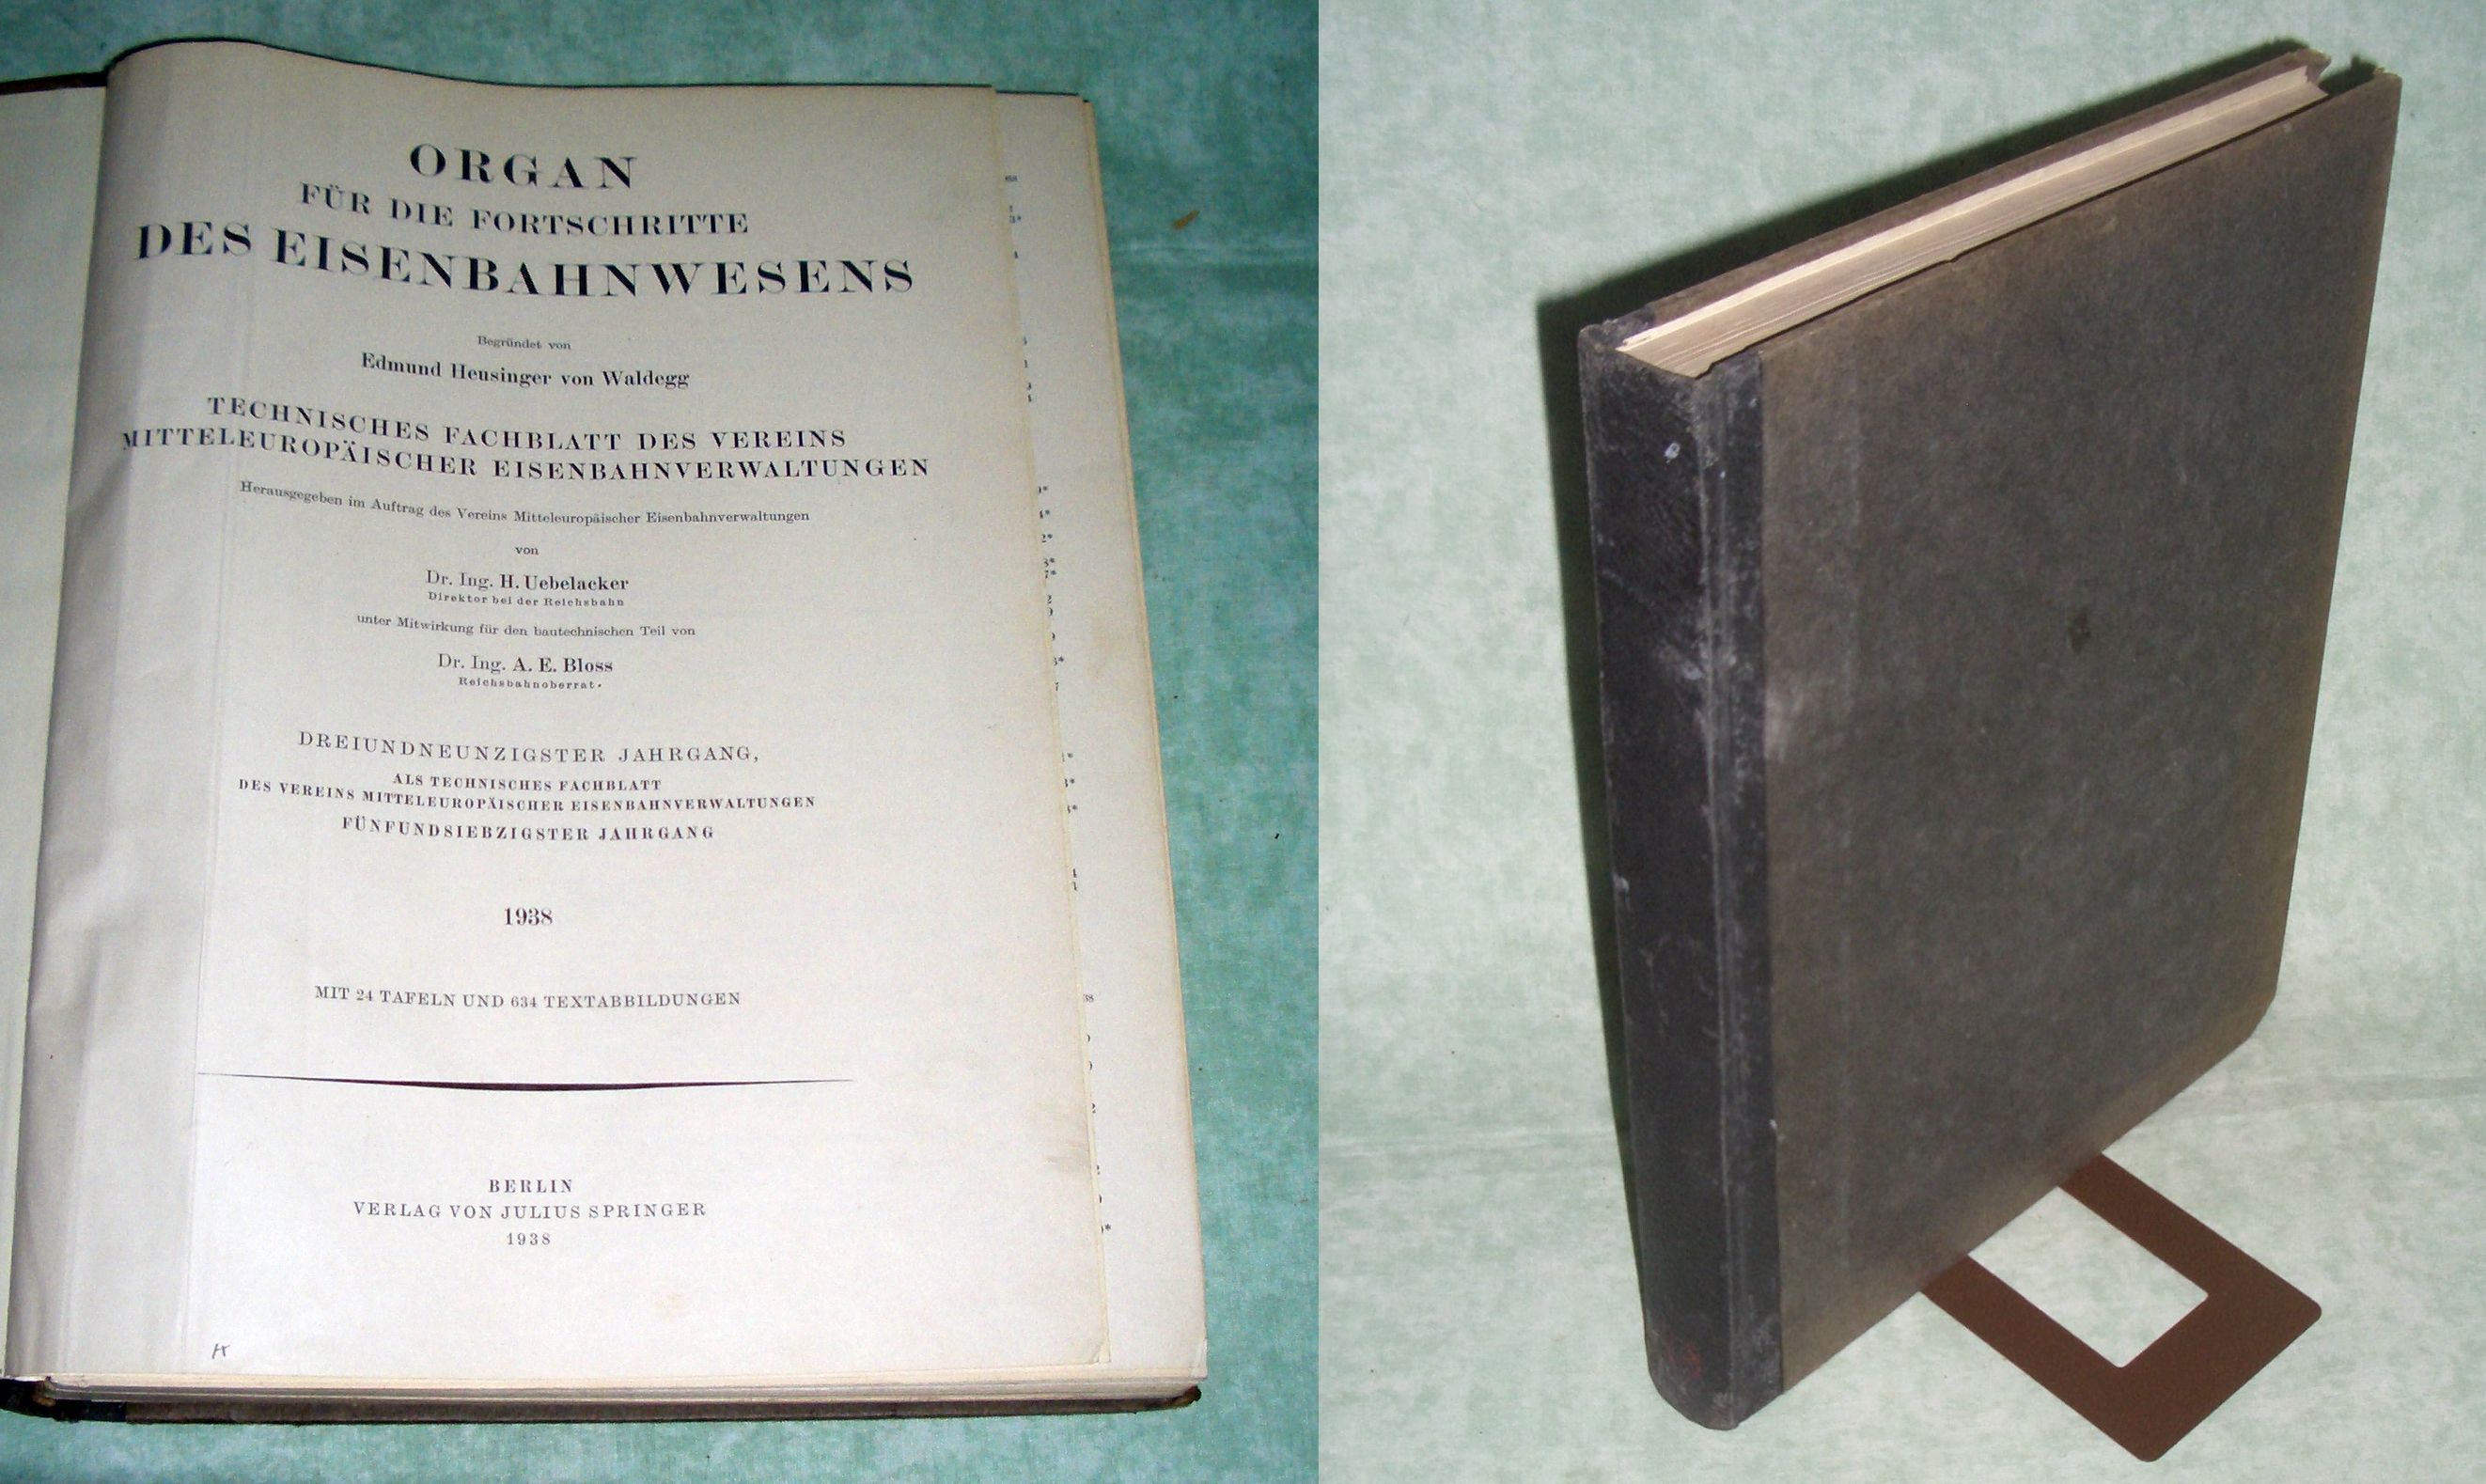 ORGAN
FÜR DIE FORTSCHRITTE
DES EISENBAHNWESENS
Begründet von
Edmund Heusinger von Waldegg
TECHNISCHES FACHBLATT DES VEREINS
MITTELEUROPÄISCHER EISENBAHNVERWALTUNGEN
Herausgegeben im Auftrag des Vereins Mitteleuropäischer Eisenbahnverwaltungen
von
Dr. Ing. H. Uebelacker
Direktor bei der Reichsbahn
unter Mitwirkung für den bautechnischen Teil von
Dr. Ing. A. E. Bloss
Reichsbahnoberrat.
DREIUNDNEUNZIGSTER JAHRGANG,
ALS TECHNISCHES FACHBLATT
DES VEREINS MITTELEUROPÄISCHER EISENBAHNVERWALTUNGEN
FÜNFUNDSIEBZIGSTER JAHRGANG
1938
MIT 24 TAFELN UND 634 TEXTABBILDUNGEN
BERLIN
VERLAG VON JULIUS SPRINGER
1938